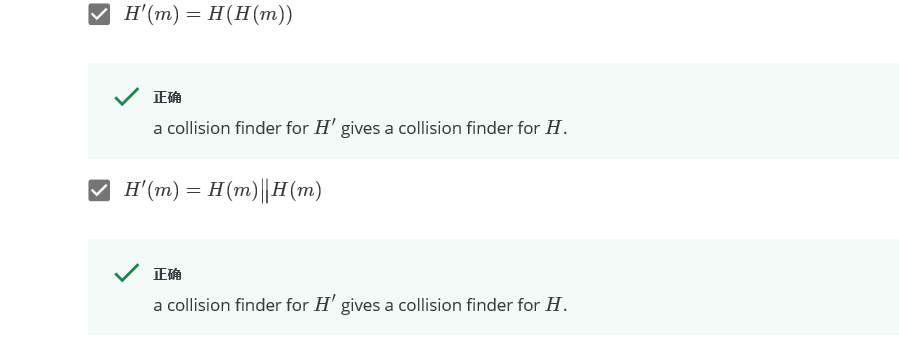 H′(m) = H(H(m))
正确
a collision finder for H′ gives a collision finder for H.
H′(m) = H(m)‖H(m)
正确
a collision finder for H′ gives a collision finder for H.